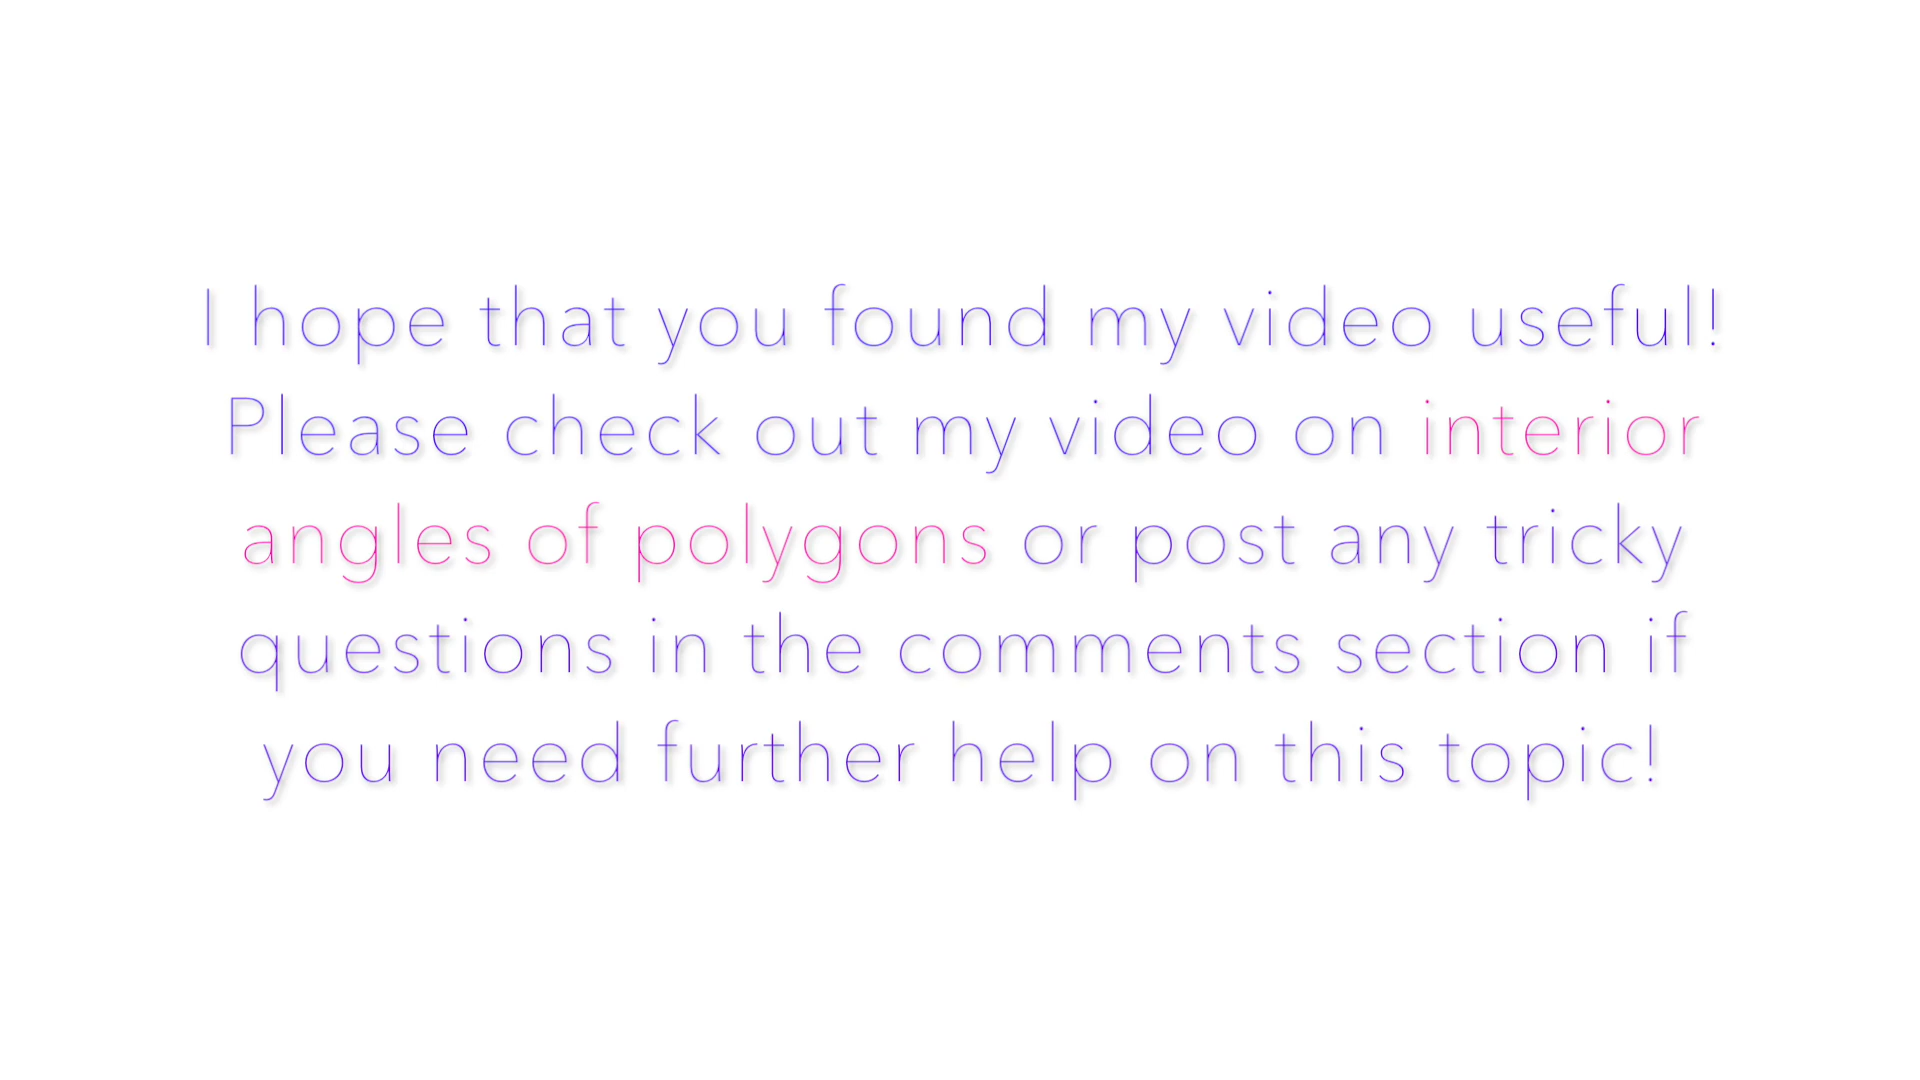 I hope that you found my video useful!
Please check out my video on interior
angles of polygons or post any tricky
questions in the comments section if
you need further help on this topic!